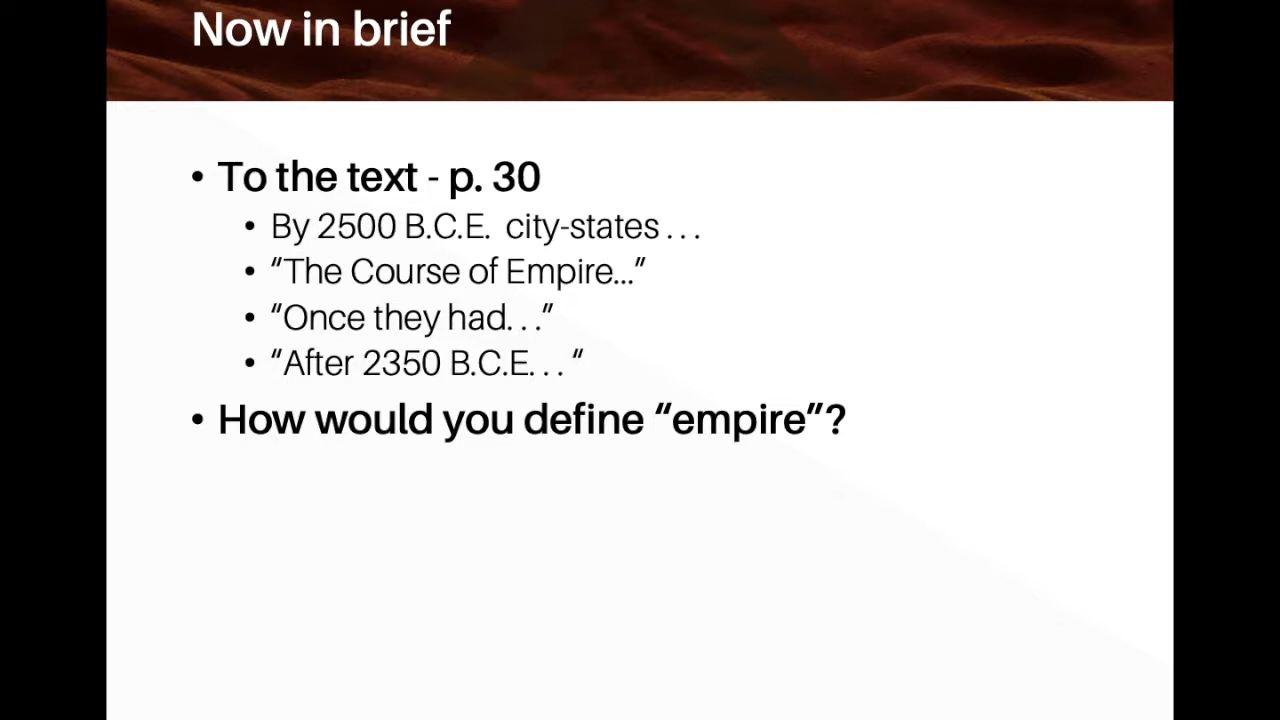 Now in brief
• To the text - p. 30
• By 2500 B.C.E.  city-states . . .
• “The Course of Empire...”
• “Once they had. . .”
• “After 2350 B.C.E. . . “
• How would you define “empire”?